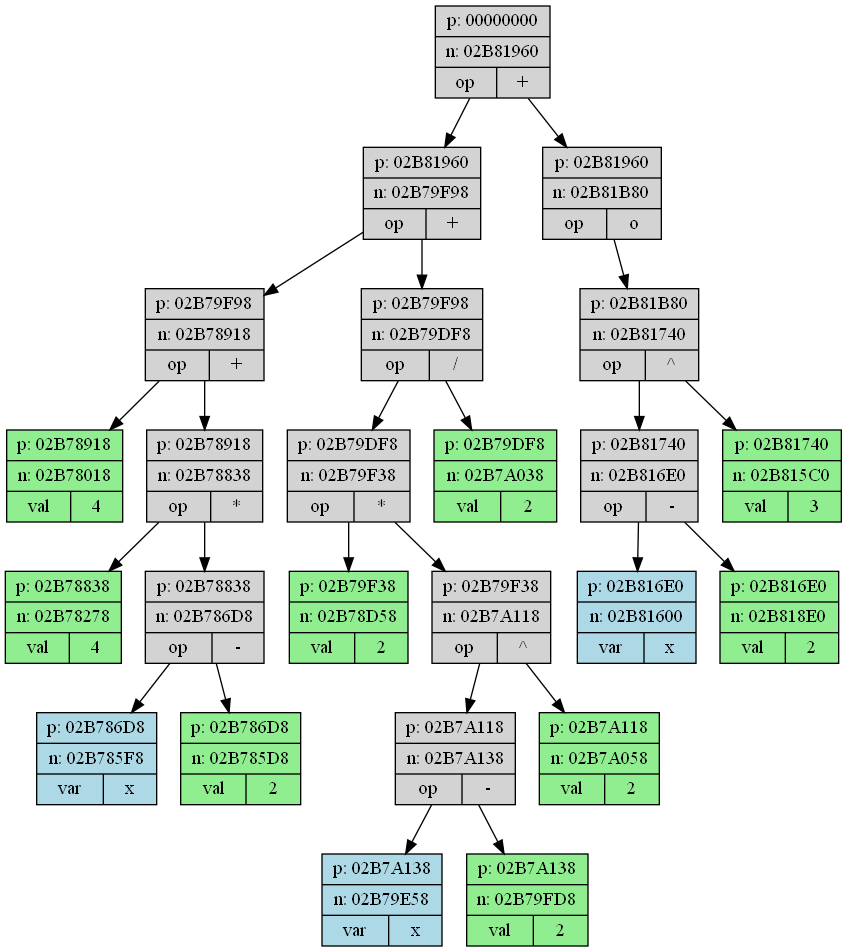 p: 00000000
n: 02B81960
op +
p: 02B81960
n: 02B79F98
op +
p: 02B81960
n: 02B81B80
op o
p: 02B79F98
n: 02B78918
op +
p: 02B79F98
n: 02B79DF8
op /
p: 02B81B80
n: 02B81740
op ^
p: 02B78918
n: 02B78018
val 4
p: 02B78918
n: 02B78838
op *
p: 02B79DF8
n: 02B79F38
op *
p: 02B79DF8
n: 02B7A038
val 2
p: 02B81740
n: 02B816E0
op -
p: 02B81740
n: 02B815C0
val 3
p: 02B78838
n: 02B78278
val 4
p: 02B78838
n: 02B786D8
op -
p: 02B79F38
n: 02B78D58
val 2
p: 02B79F38
n: 02B7A118
op ^
p: 02B816E0
n: 02B81600
var x
p: 02B816E0
n: 02B818E0
val 2
p: 02B786D8
n: 02B785F8
var x
p: 02B786D8
n: 02B785D8
val 2
p: 02B7A118
n: 02B7A138
op -
p: 02B7A118
n: 02B7A058
val 2
p: 02B7A138
n: 02B79E58
var x
p: 02B7A138
n: 02B79FD8
val 2